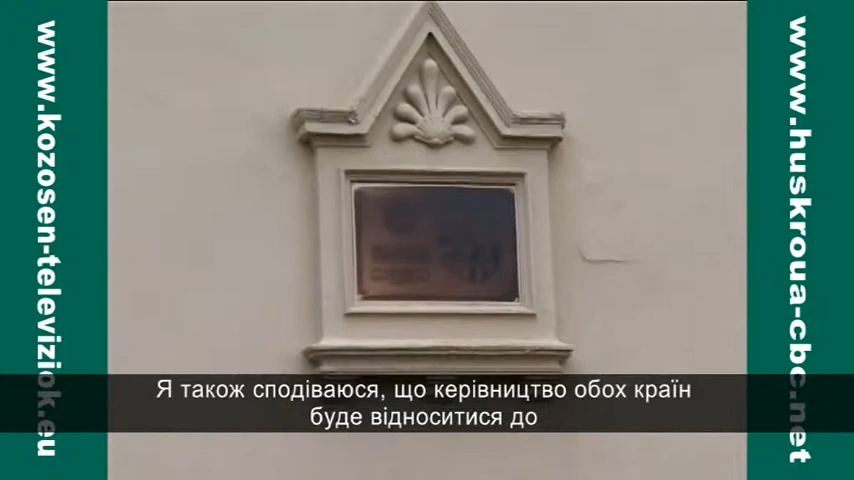 www.kozosen-televiziok.eu
www.huskroua-cbc.net
Я також сподіваюся, що керівництво обох країн
буде відноситися до